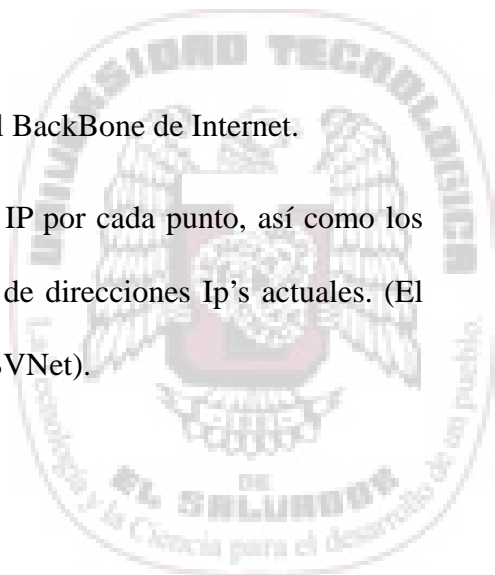 l BackBone de Internet.
IP por cada punto, así como los
de direcciones Ip's actuales. (El
VNet).
UNIVERSIDAD TECNOLOGICA
DE
EL SALVADOR
La tecnología y la Ciencia para el desarrollo de un pueblo.